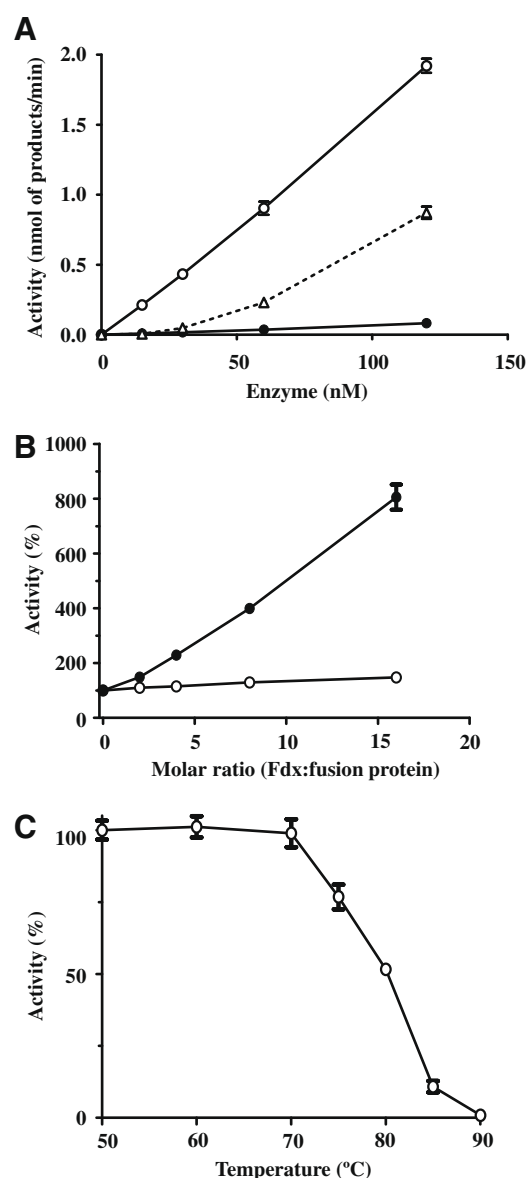 A
2.0
1.5
1.0
0.5
0.0
Activity (nmol of products/min)
0 50 100 150
Enzyme (nM)
B
1000
800
600
400
200
0
Activity (%)
0 5 10 15 20
Molar ratio (Fdx:fusion protein)
C
100
50
0
Activity (%)
50 60 70 80 90
Temperature (ºC)